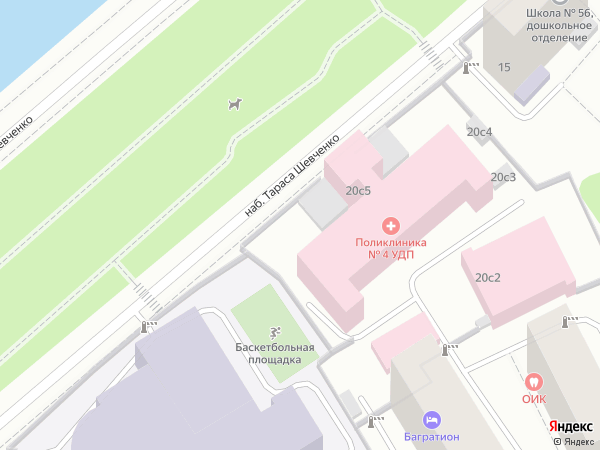 Школа № 56,
дошкольное
отделение
15
20с4
наб. Тараса Шевченко
20с3
20с5
Поликлиника
№ 4 УДП
20с2
Баскетбольная
площадка
ОИК
Багратион
Яндекс
© Яндекс